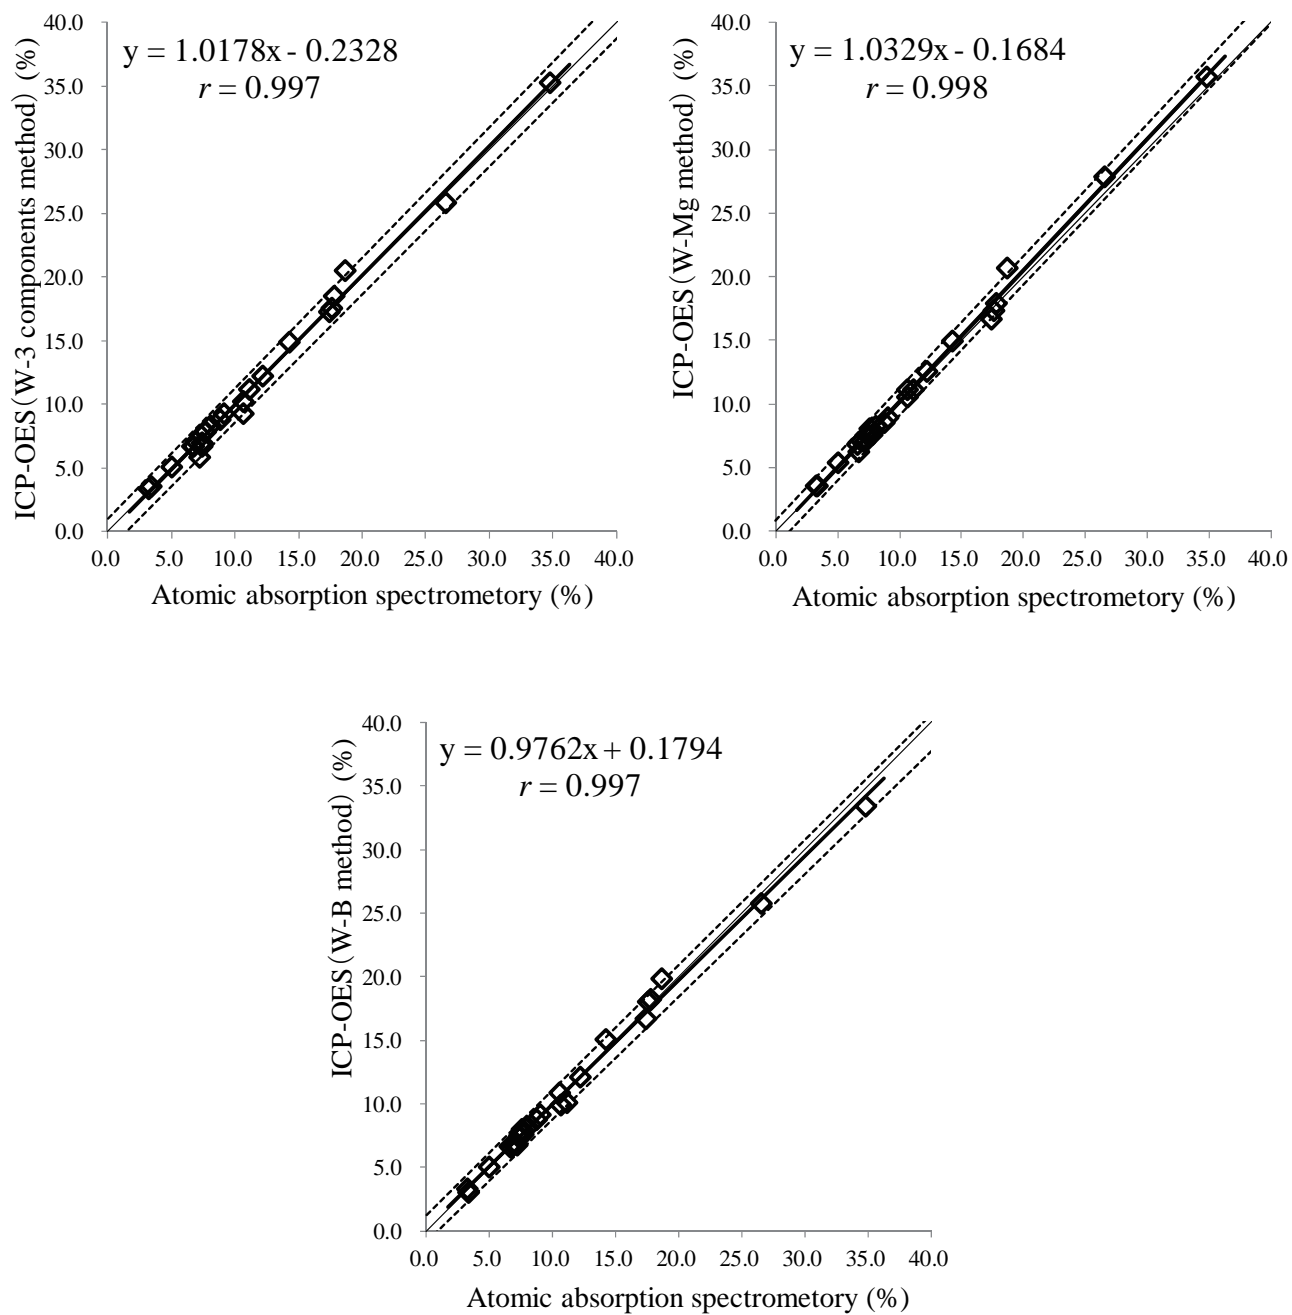 y = 1.0178x - 0.2328
r = 0.997
ICP-OES(W-3 components method) (%)
40.0
35.0
30.0
25.0
20.0
15.0
10.0
5.0
0.0
0.0 5.0 10.0 15.0 20.0 25.0 30.0 35.0 40.0
Atomic absorption spectrometory (%)
y = 1.0329x - 0.1684
r = 0.998
ICP-OES(W-Mg method) (%)
40.0
35.0
30.0
25.0
20.0
15.0
10.0
5.0
0.0
0.0 5.0 10.0 15.0 20.0 25.0 30.0 35.0 40.0
Atomic absorption spectrometory (%)
y = 0.9762x + 0.1794
r = 0.997
ICP-OES(W-B method) (%)
40.0
35.0
30.0
25.0
20.0
15.0
10.0
5.0
0.0
0.0 5.0 10.0 15.0 20.0 25.0 30.0 35.0 40.0
Atomic absorption spectrometory (%)